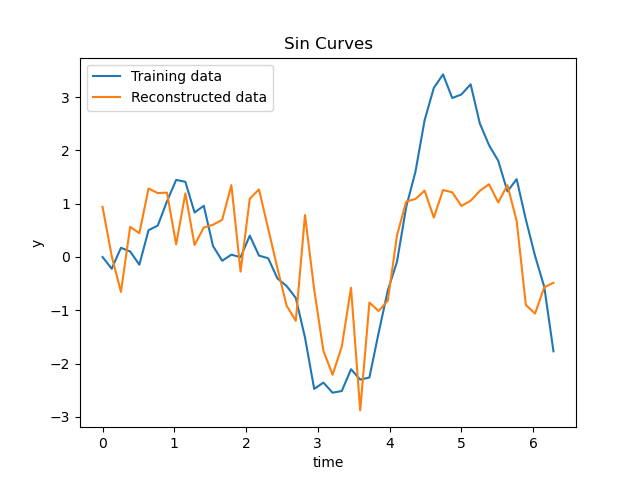 Sin Curves
Training data
Reconstructed data
y
3
2
1
0
−1
−2
−3
0 1 2 3 4 5 6
time